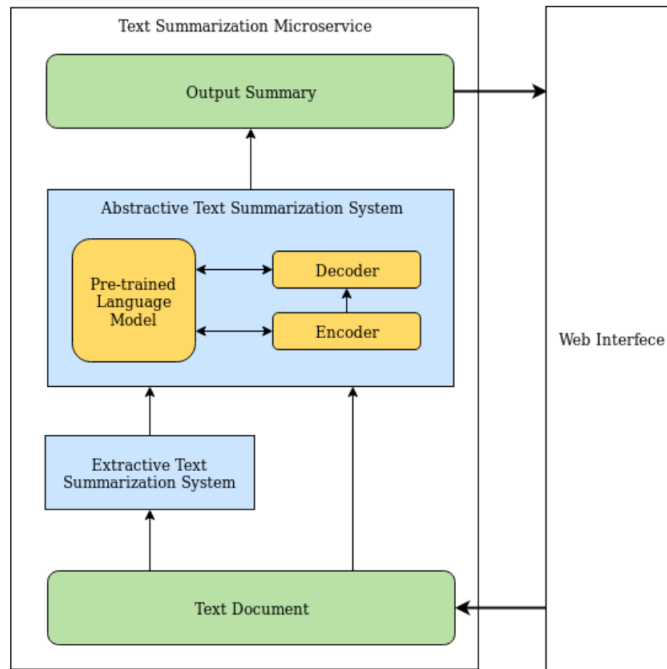 Text Summarization Microservice
Output Summary
Abstractive Text Summarization System
Pre-trained
Language
Model
Decoder
Encoder
Web Interfece
Extractive Text
Summarization System
Text Document